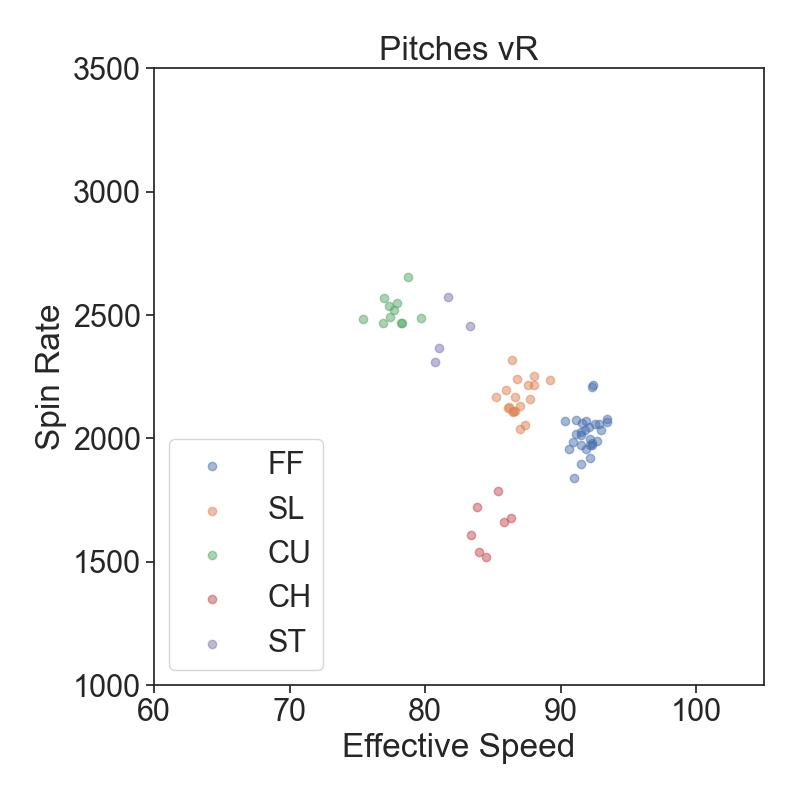 Pitches vR
3500
3000
2500
2000
1500
1000
Spin Rate
FF
SL
CU
CH
ST
60 70 80 90 100
Effective Speed